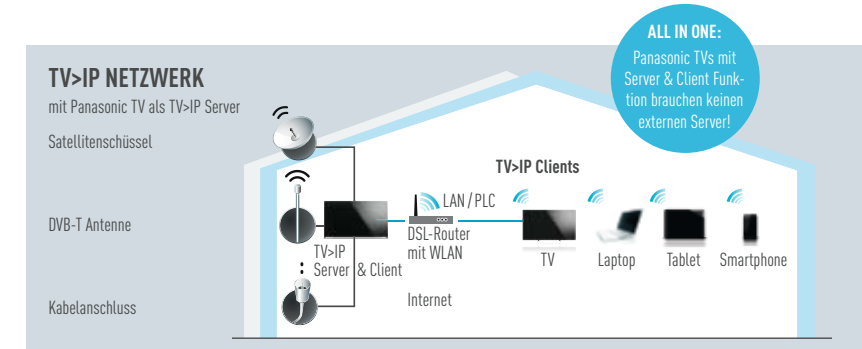 ALL IN ONE:
Panasonic TVs mit
Server & Client Funk-
tion brauchen keinen
externen Server!
TV>IP NETZWERK
mit Panasonic TV als TV>IP Server
Satellitenschüssel
TV>IP Clients
LAN / PLC
DVB-T Antenne
DSL-Router
mit WLAN
TV>IP
Server & Client
TV
Laptop
Tablet
Smartphone
Kabelanschluss
Internet